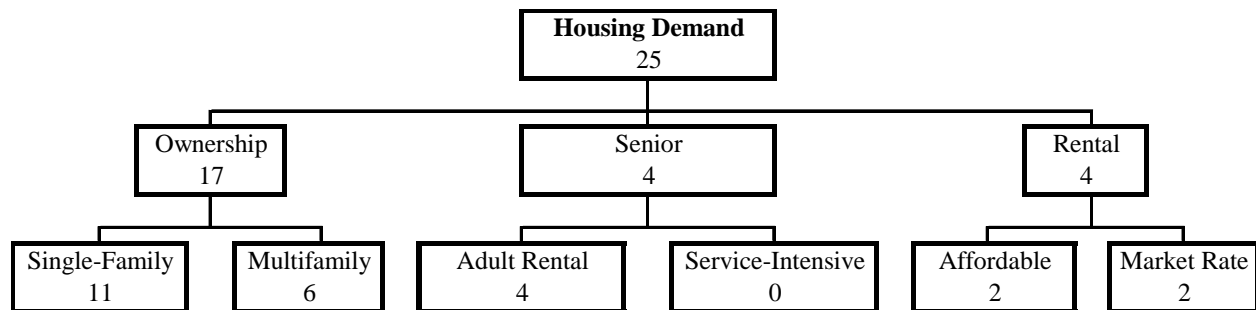 Housing Demand
25
Ownership
17
Senior
4
Rental
4
Single-Family
11
Multifamily
6
Adult Rental
4
Service-Intensive
0
Affordable
2
Market Rate
2